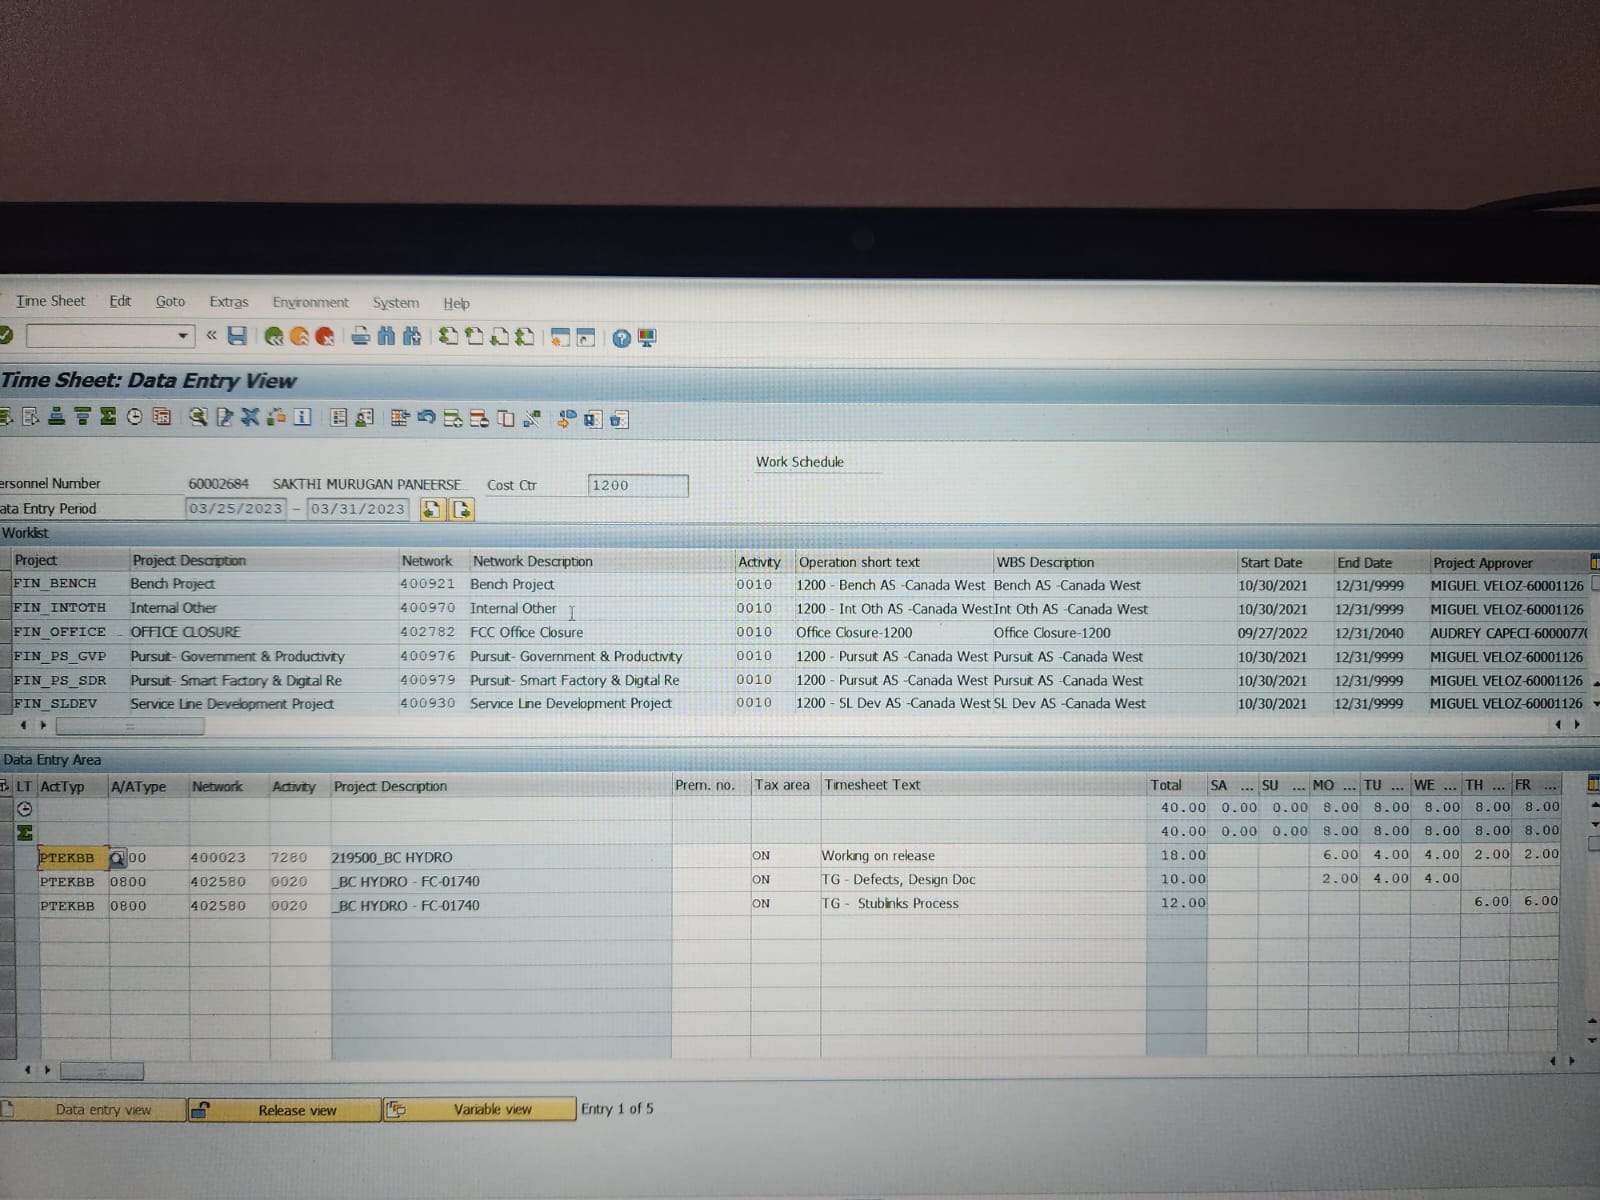 Time Sheet Edit Goto Extras Environment System Help
Time Sheet: Data Entry View
Work Schedule
ersonnel Number 60002684 SAKTHI MURUGAN PANEERSE Cost Ctr 1200
ata Entry Period 03/25/2023 - 03/31/2023
Worklist
Project Project Description Network Network Description Activity Operation short text WBS Description Start Date End Date Project Approver
FIN_BENCH Bench Project 400921 Bench Project 0010 1200 - Bench AS -Canada West Bench AS -Canada West 10/30/2021 12/31/9999 MIGUEL VELOZ-60001126
FIN_INTOTH Internal Other 400970 Internal Other 0010 1200 - Int Oth AS -Canada West Int Oth AS -Canada West 10/30/2021 12/31/9999 MIGUEL VELOZ-60001126
FIN_OFFICE OFFICE CLOSURE 402782 FCC Office Closure 0010 Office Closure-1200 Office Closure-1200 09/27/2022 12/31/2040 AUDREY CAPECI-6000077(
FIN_PS_GVP Pursuit- Government & Productivity 400976 Pursuit- Government & Productivity 0010 1200 - Pursuit AS -Canada West Pursuit AS -Canada West 10/30/2021 12/31/9999 MIGUEL VELOZ-60001126
FIN_PS_SDR Pursuit- Smart Factory & Digital Re 400979 Pursuit- Smart Factory & Digital Re 0010 1200 - Pursuit AS -Canada West Pursuit AS -Canada West 10/30/2021 12/31/9999 MIGUEL VELOZ-60001126
FIN_SLDEV Service Line Development Project 400930 Service Line Development Project 0010 1200 - SL Dev AS -Canada West SL Dev AS -Canada West 10/30/2021 12/31/9999 MIGUEL VELOZ-60001126
Data Entry Area
LT ActTyp A/AType Network Activity Project Description Prem. no. Tax area Timesheet Text Total SA ... SU ... MO ... TU ... WE ... TH ... FR ...
40.00 0.00 0.00 8.00 8.00 8.00 8.00 8.00
40.00 0.00 0.00 8.00 8.00 8.00 8.00 8.00
PTEKBB 00 400023 7280 219500_BC HYDRO ON Working on release 18.00 6.00 4.00 4.00 2.00 2.00
PTEKBB 0800 402580 0020 _BC HYDRO - FC-01740 ON TG - Defects, Design Doc 10.00 2.00 4.00 4.00
PTEKBB 0800 402580 0020 _BC HYDRO - FC-01740 ON TG - Stublinks Process 12.00 6.00 6.00
Data entry view Release view Variable view Entry 1 of 5